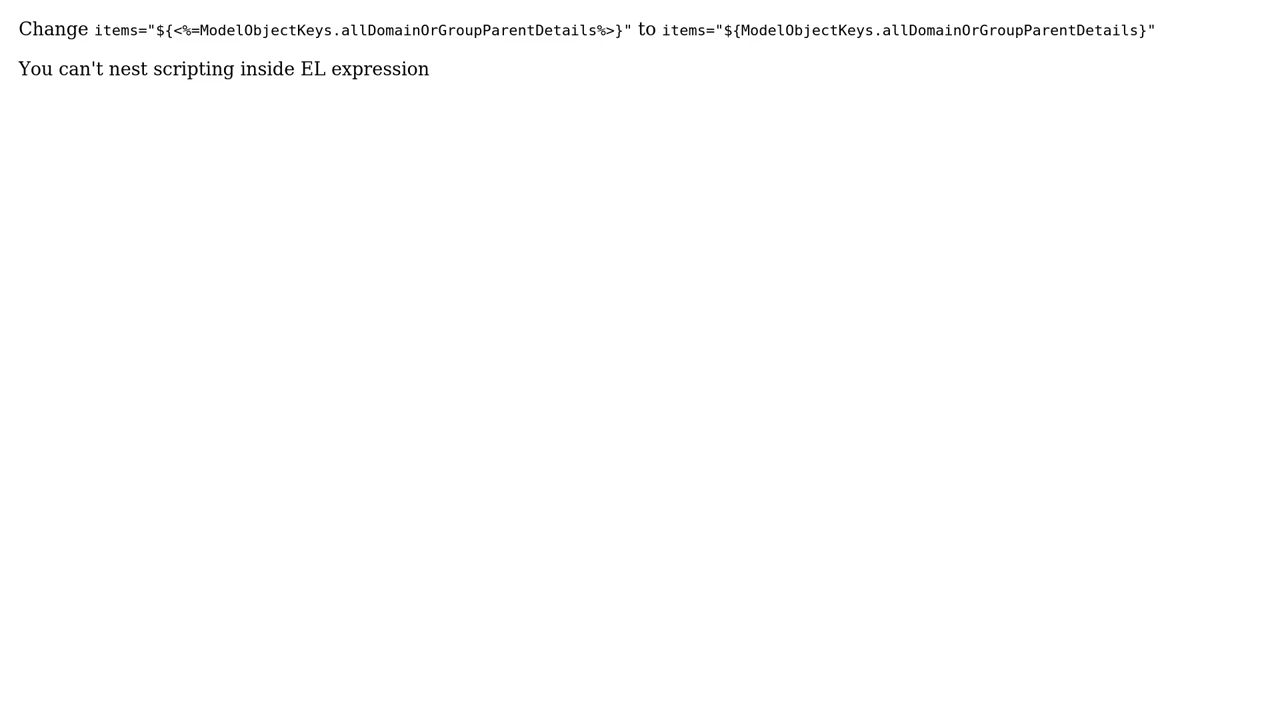 Change items="${<%=ModelObjectKeys.allDomainOrGroupParentDetails%>}" to items="${ModelObjectKeys.allDomainOrGroupParentDetails}"
You can't nest scripting inside EL expression